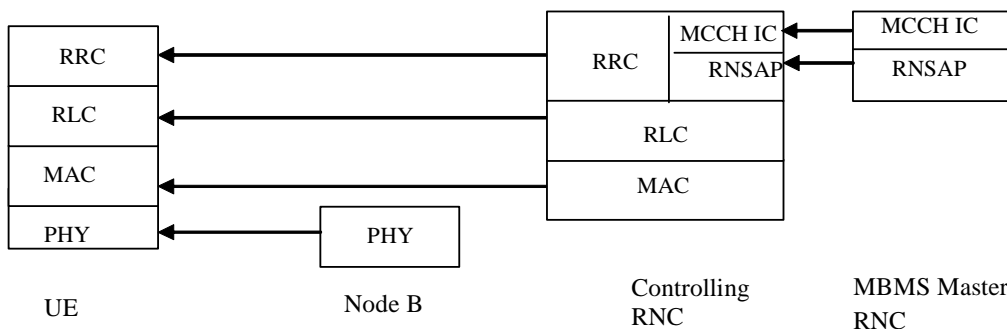 RRC
RLC
MAC
PHY
UE
PHY
Node B
RRC
MCCH IC
RNSAP
RLC
MAC
Controlling
RNC
MCCH IC
RNSAP
MBMS Master
RNC